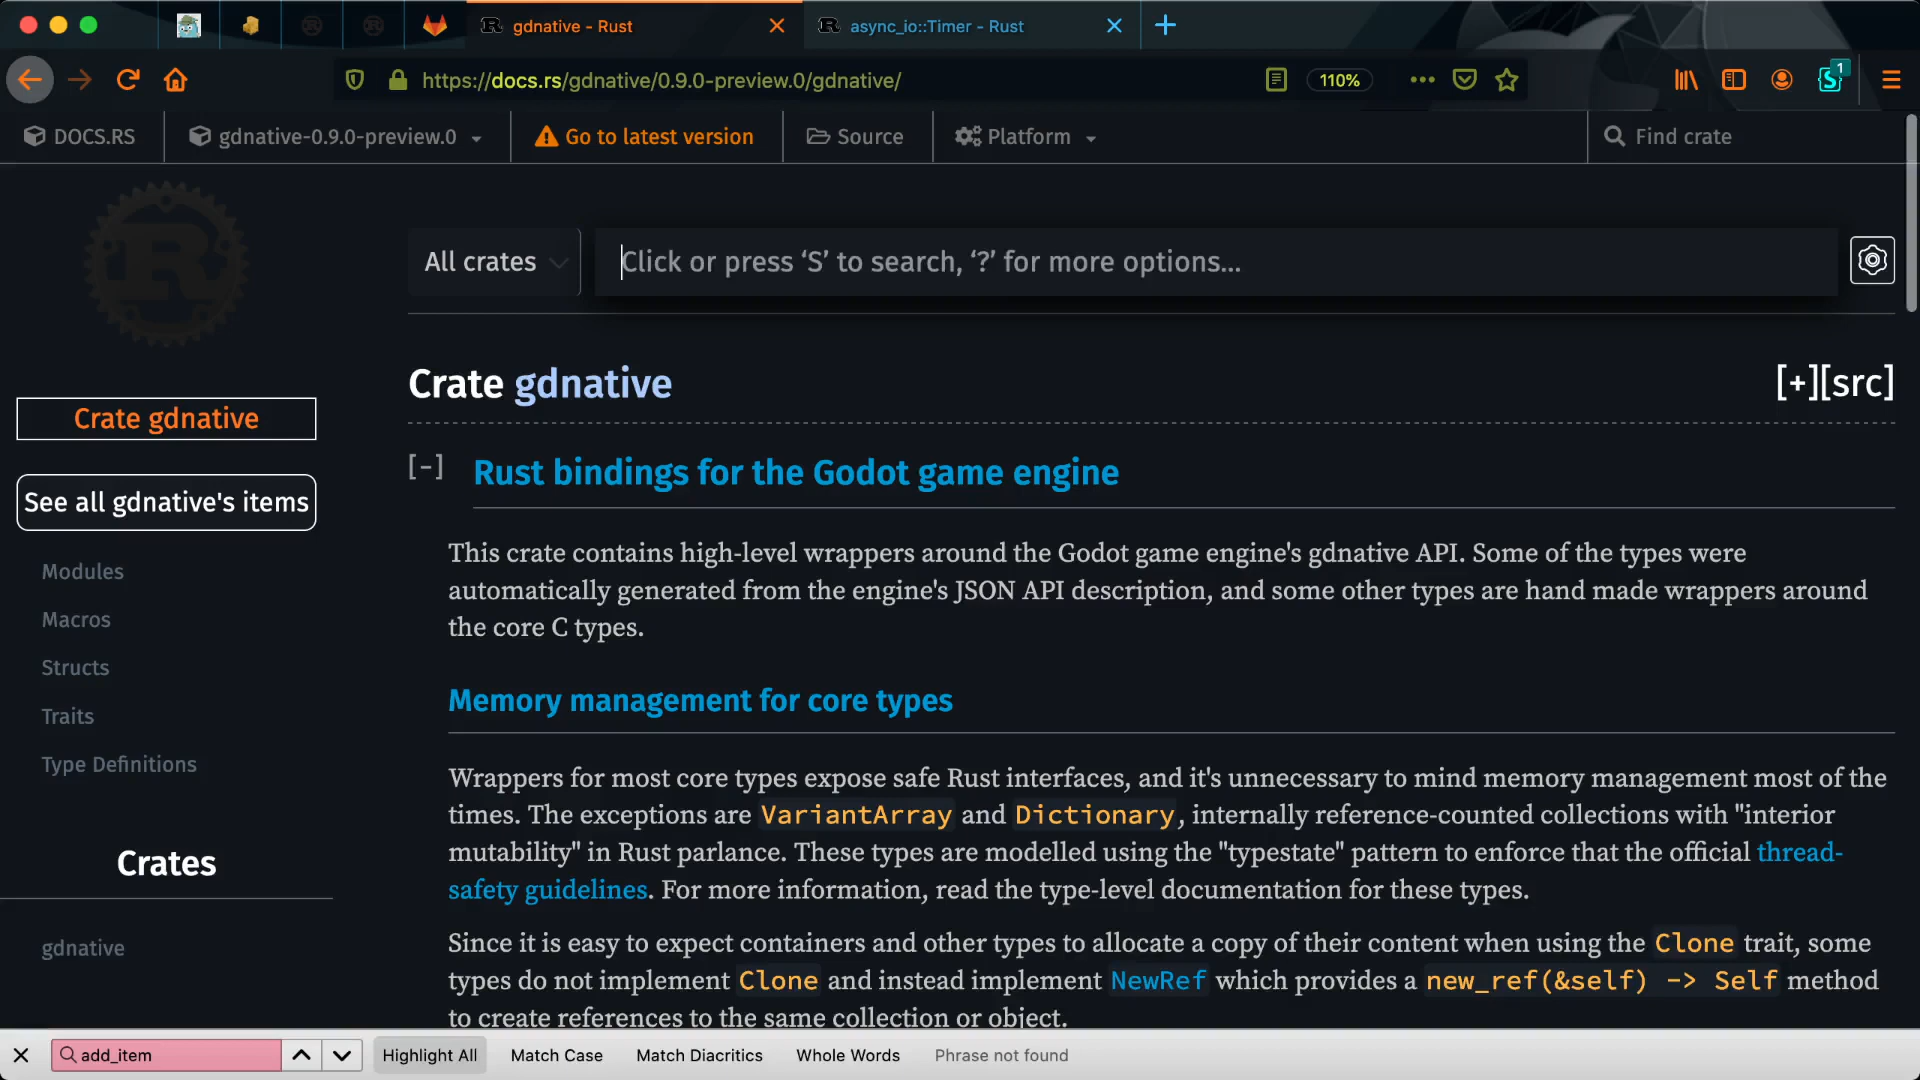 gdnative - Rust
async_io::Timer - Rust
https://docs.rs/gdnative/0.9.0-preview.0/gdnative/
110%
1
DOCS.RS
gdnative-0.9.0-preview.0
Go to latest version
Source
Platform
Find crate
All crates
Click or press ‘S’ to search, ‘?’ for more options...
Crate gdnative
[+][src]
Crate gdnative
See all gdnative's items
Modules
Macros
Structs
Traits
Type Definitions
Crates
gdnative
[-]
Rust bindings for the Godot game engine
This crate contains high-level wrappers around the Godot game engine's gdnative API. Some of the types were
automatically generated from the engine's JSON API description, and some other types are hand made wrappers around
the core C types.
Memory management for core types
Wrappers for most core types expose safe Rust interfaces, and it's unnecessary to mind memory management most of the
times. The exceptions are VariantArray and Dictionary, internally reference-counted collections with "interior
mutability" in Rust parlance. These types are modelled using the "typestate" pattern to enforce that the official thread-
safety guidelines. For more information, read the type-level documentation for these types.
Since it is easy to expect containers and other types to allocate a copy of their content when using the Clone trait, some
types do not implement Clone and instead implement NewRef which provides a new_ref(&self) -> Self method
to create references to the same collection or object.
add_item
Highlight All
Match Case
Match Diacritics
Whole Words
Phrase not found